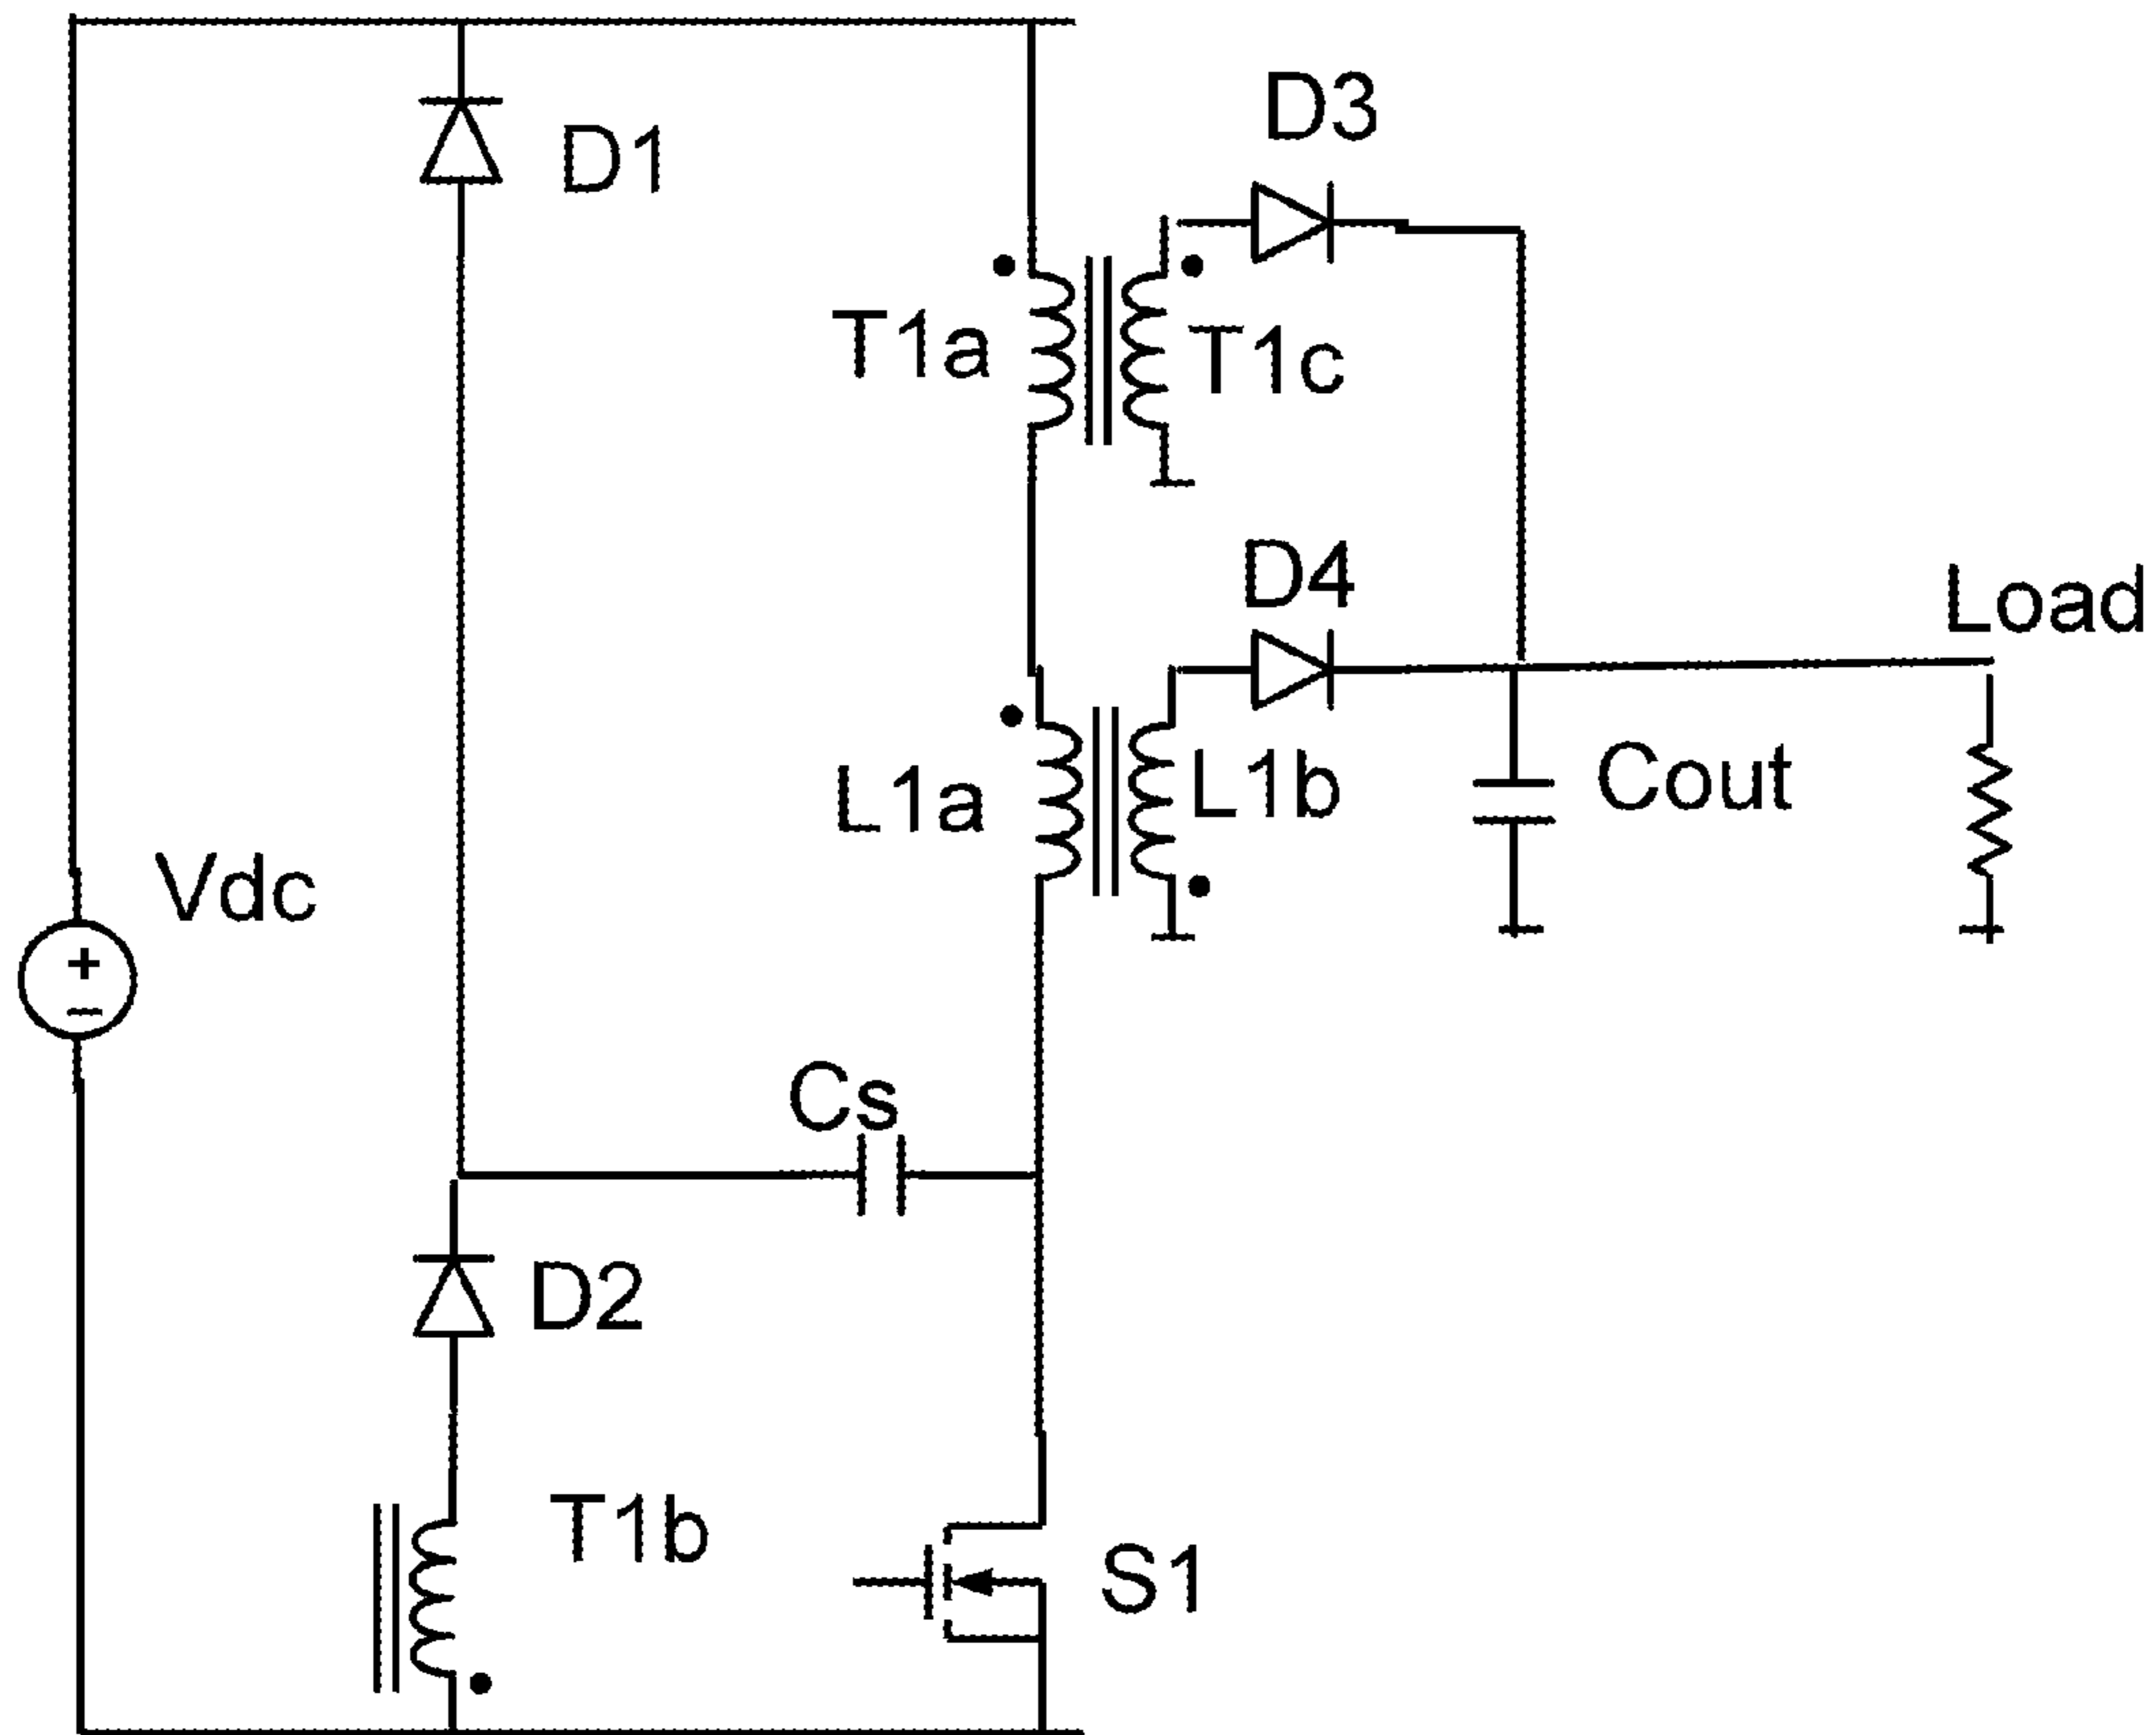 D3
D1
T1a
T1c
D4
Load
L1a
L1b
Cout
Vdc
+
−
Cs
D2
T1b
S1